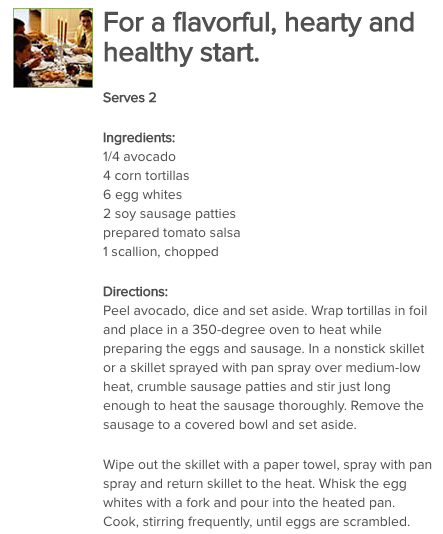 For a flavorful, hearty and
healthy start.
Serves 2
Ingredients:
1/4 avocado
4 corn tortillas
6 egg whites
2 soy sausage patties
prepared tomato salsa
1 scallion, chopped
Directions:
Peel avocado, dice and set aside. Wrap tortillas in foil
and place in a 350-degree oven to heat while
preparing the eggs and sausage. In a nonstick skillet
or a skillet sprayed with pan spray over medium-low
heat, crumble sausage patties and stir just long
enough to heat the sausage thoroughly. Remove the
sausage to a covered bowl and set aside.
Wipe out the skillet with a paper towel, spray with pan
spray and return skillet to the heat. Whisk the egg
whites with a fork and pour into the heated pan.
Cook, stirring frequently, until eggs are scrambled.